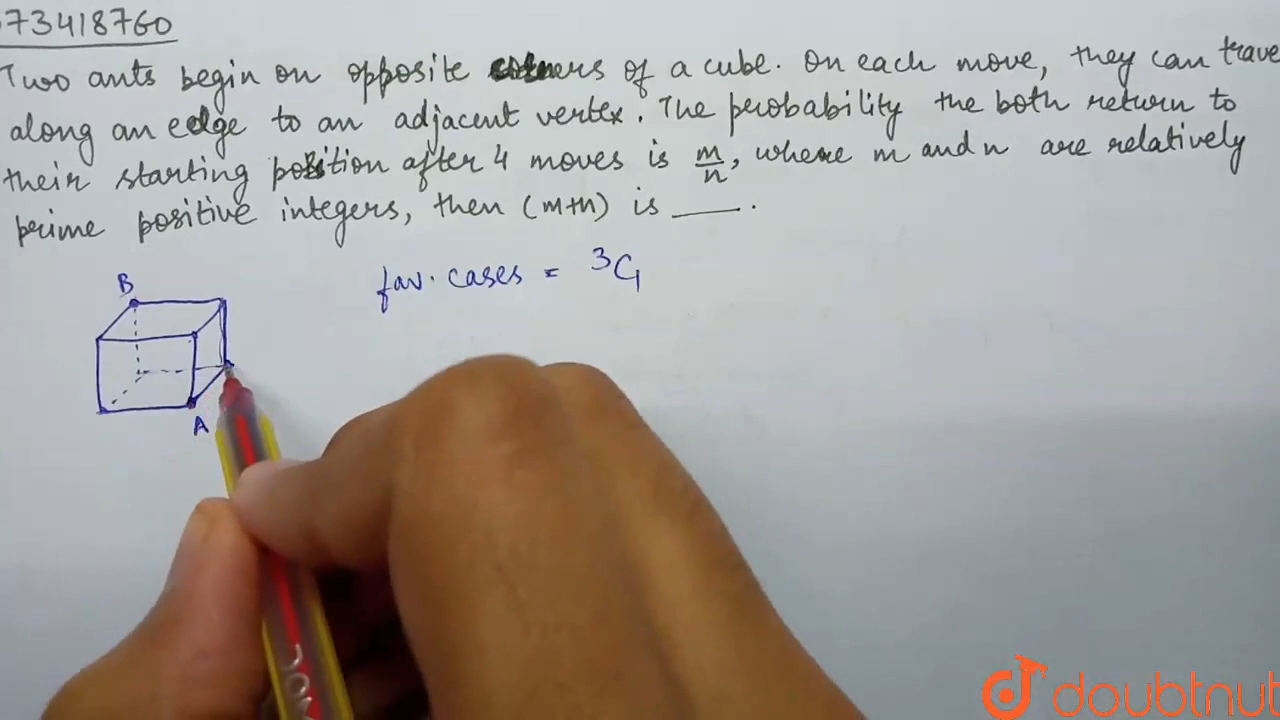 73418760
Two ants begin on opposite corners of a cube. On each move, they can trave
along an edge to an adjacent vertex. The probability the both return to
their starting position after 4 moves is m/n, where m and n are relatively
prime positive integers, then (m+n) is ___.
fav. cases = ³C₁
B
A
doubtnut